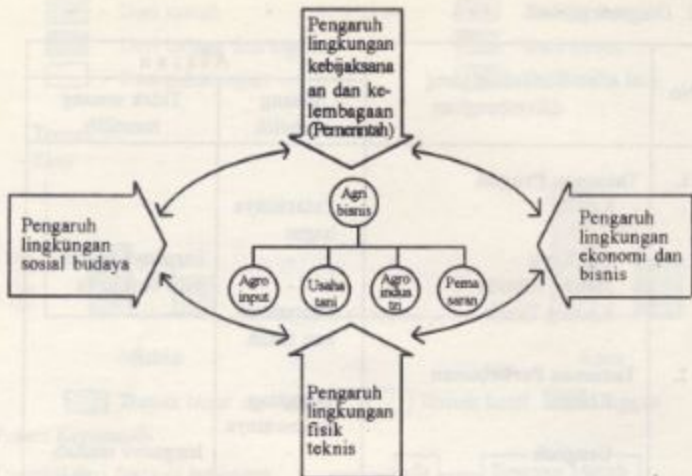 Pengaruh
lingkungan
kebijaksana
an dan ke-
lembagaan
(Pemerintah)
Agri
bisnis
Pengaruh
lingkungan
sosial budaya
Pengaruh
lingkungan
ekonomi dan
bisnis
Agro
input
Usaha
tani
Agro
indus
tri
Pema
saran
Pengaruh
lingkungan
fisik
teknis